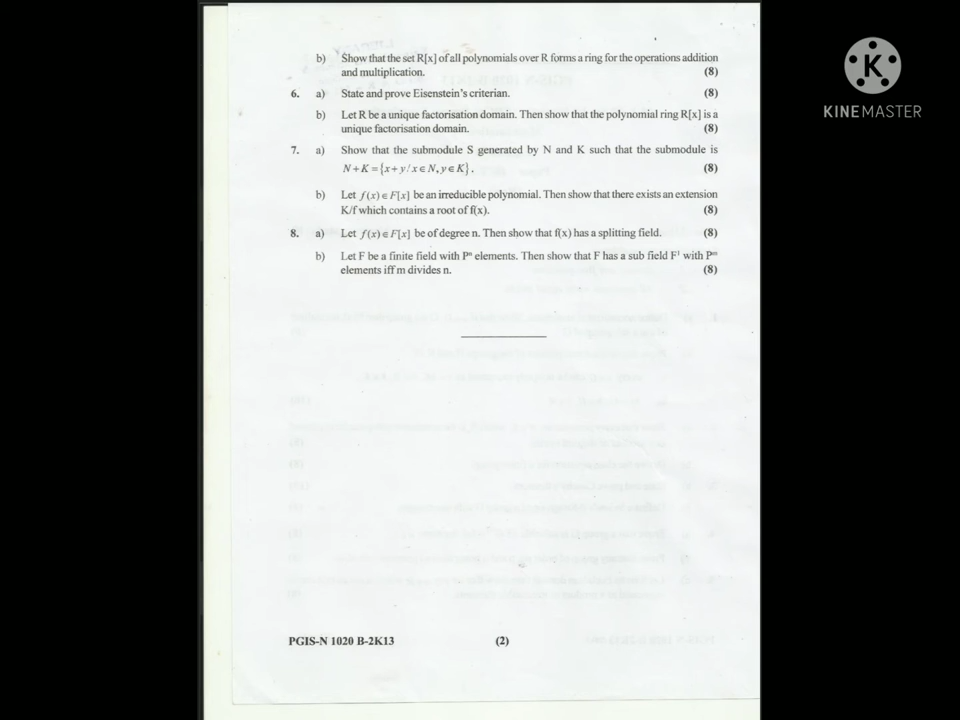 b) Show that the set R[x] of all polynomials over R forms a ring for the operations addition
and multiplication. (8)
6. a) State and prove Eisenstein's criterian. (8)
b) Let R be a unique factorisation domain. Then show that the polynomial ring R[x] is a
unique factorisation domain. (8)
7. a) Show that the submodule S generated by N and K such that the submodule is
N+K={x+y/x∈N,y∈K}. (8)
b) Let f(x)∈F[x] be an irreducible polynomial. Then show that there exists an extension
K/f which contains a root of f(x). (8)
8. a) Let f(x)∈F[x] be of degree n. Then show that f(x) has a splitting field. (8)
b) Let F be a finite field with Pⁿ elements. Then show that F has a sub field F¹ with Pᵐ
elements iff m divides n. (8)
PGIS-N 1020 B-2K13 (2)
K
KINEMASTER